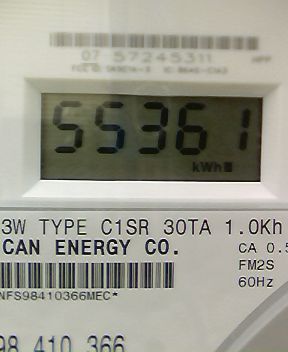 07 57245311
55361
kWh
3W TYPE C1SR 30TA 1.0Kh
CAN ENERGY CO.
CA 0.5
FM2S
60Hz
NFS98410366MEC*
98 410 366